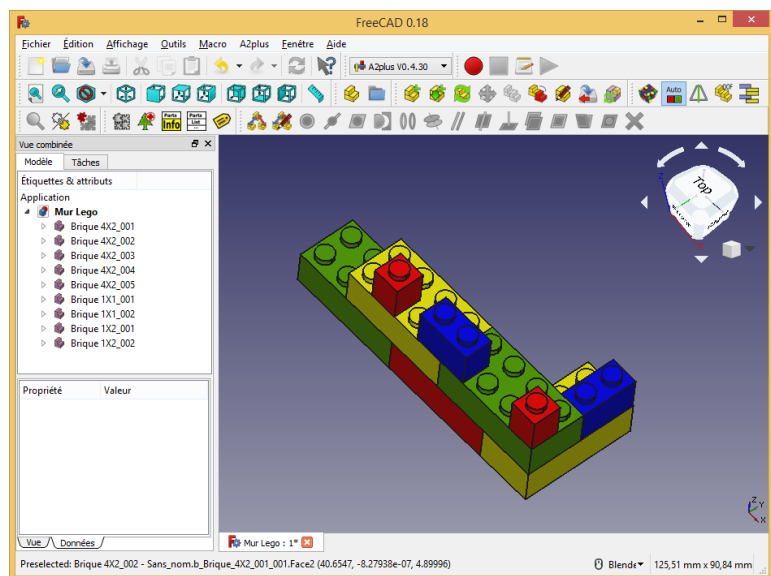 FreeCAD 0.18
Fichier Édition Affichage Outils Macro A2plus Fenêtre Aide
A2plus V0.4.30
Auto
Parts Info Parts List
Vue combinée
Modèle Tâches
Étiquettes & attributs
Application
Mur Lego
Brique 4X2_001
Brique 4X2_002
Brique 4X2_003
Brique 4X2_004
Brique 4X2_005
Brique 1X1_001
Brique 1X1_002
Brique 1X2_001
Brique 1X2_002
Propriété Valeur
Top
Z
Y
X
Vue Données
Mur Lego : 1*
Preselected: Brique 4X2_002 - Sans_nom.b_Brique_4X2_001_001.Face2 (40.6547, -8.27938e-07, 4.89996) Blender 125,51 mm x 90,84 mm